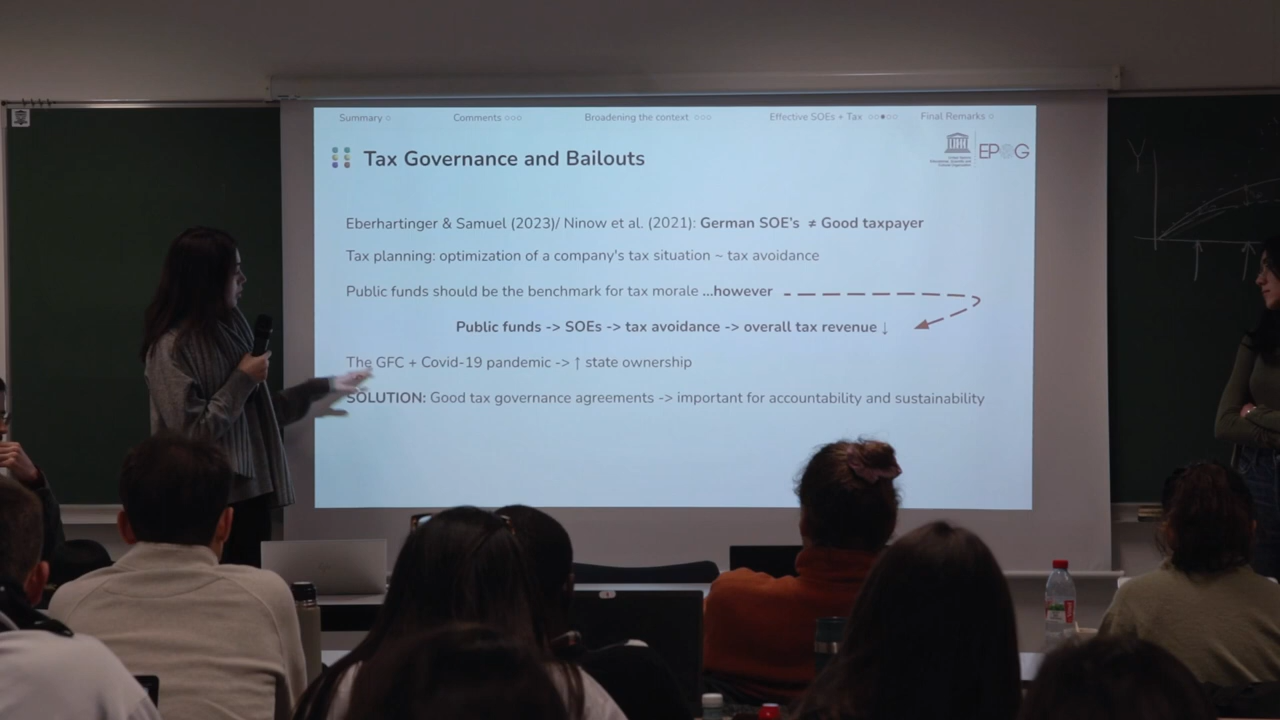 Summary Comments Broadening the context Effective SOEs + Tax Final Remarks
Tax Governance and Bailouts
EPOG
Eberhartinger & Samuel (2023)/ Ninow et al. (2021): German SOE's ≠ Good taxpayer
Tax planning: optimization of a company's tax situation ~ tax avoidance
Public funds should be the benchmark for tax morale ...however
Public funds -> SOEs -> tax avoidance -> overall tax revenue ↓
The GFC + Covid-19 pandemic -> ↑ state ownership
SOLUTION: Good tax governance agreements -> important for accountability and sustainability
Y